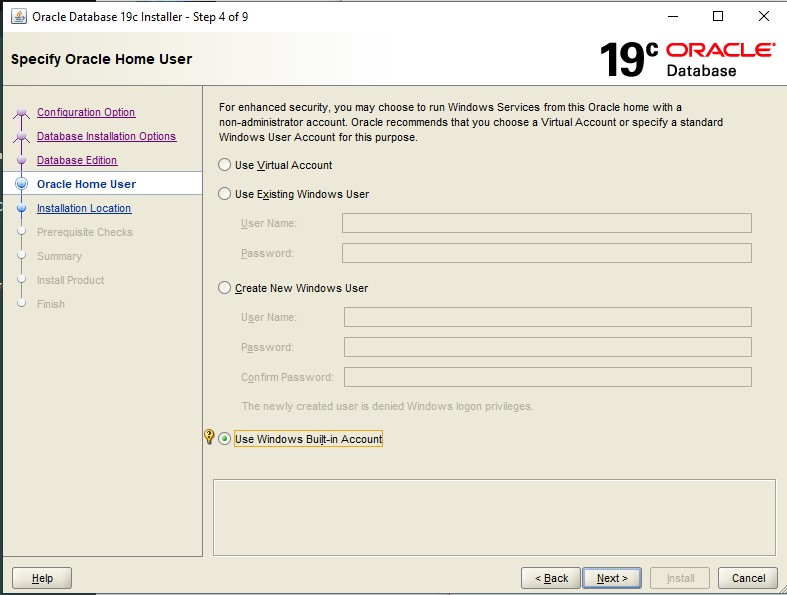 Oracle Database 19c Installer - Step 4 of 9
Specify Oracle Home User
19c ORACLE
Database
Configuration Option
Database Installation Options
Database Edition
Oracle Home User
Installation Location
Prerequisite Checks
Summary
Install Product
Finish
For enhanced security, you may choose to run Windows Services from this Oracle home with a
non-administrator account. Oracle recommends that you choose a Virtual Account or specify a standard
Windows User Account for this purpose.
Use Virtual Account
Use Existing Windows User
User Name:
Password:
Create New Windows User
User Name:
Password:
Confirm Password:
The newly created user is denied Windows logon privileges.
Use Windows Built-in Account
Help
< Back
Next >
Install
Cancel